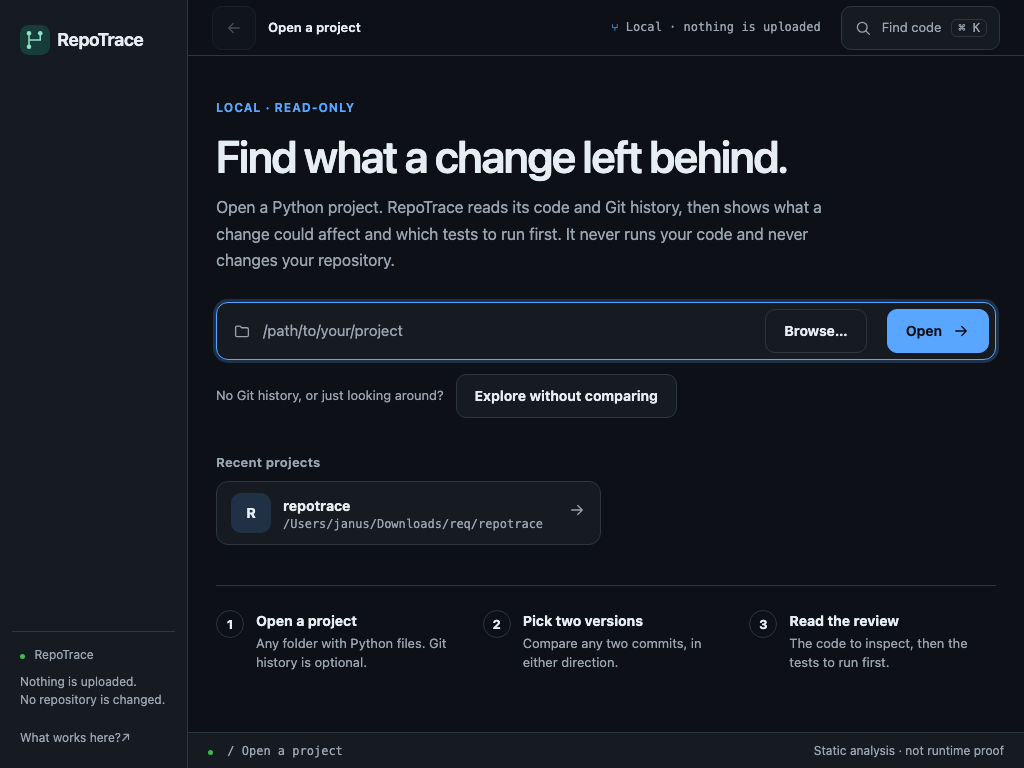 RepoTrace
Open a project
Local · nothing is uploaded
Find code ⌘ K
LOCAL · READ-ONLY
Find what a change left behind.
Open a Python project. RepoTrace reads its code and Git history, then shows what a
change could affect and which tests to run first. It never runs your code and never
changes your repository.
/path/to/your/project
Browse...
Open →
No Git history, or just looking around?
Explore without comparing
Recent projects
R
repotrace
/Users/janus/Downloads/req/repotrace
1
Open a project
Any folder with Python files. Git
history is optional.
2
Pick two versions
Compare any two commits, in
either direction.
3
Read the review
The code to inspect, then the
tests to run first.
RepoTrace
Nothing is uploaded.
No repository is changed.
What works here?↗
/ Open a project
Static analysis · not runtime proof